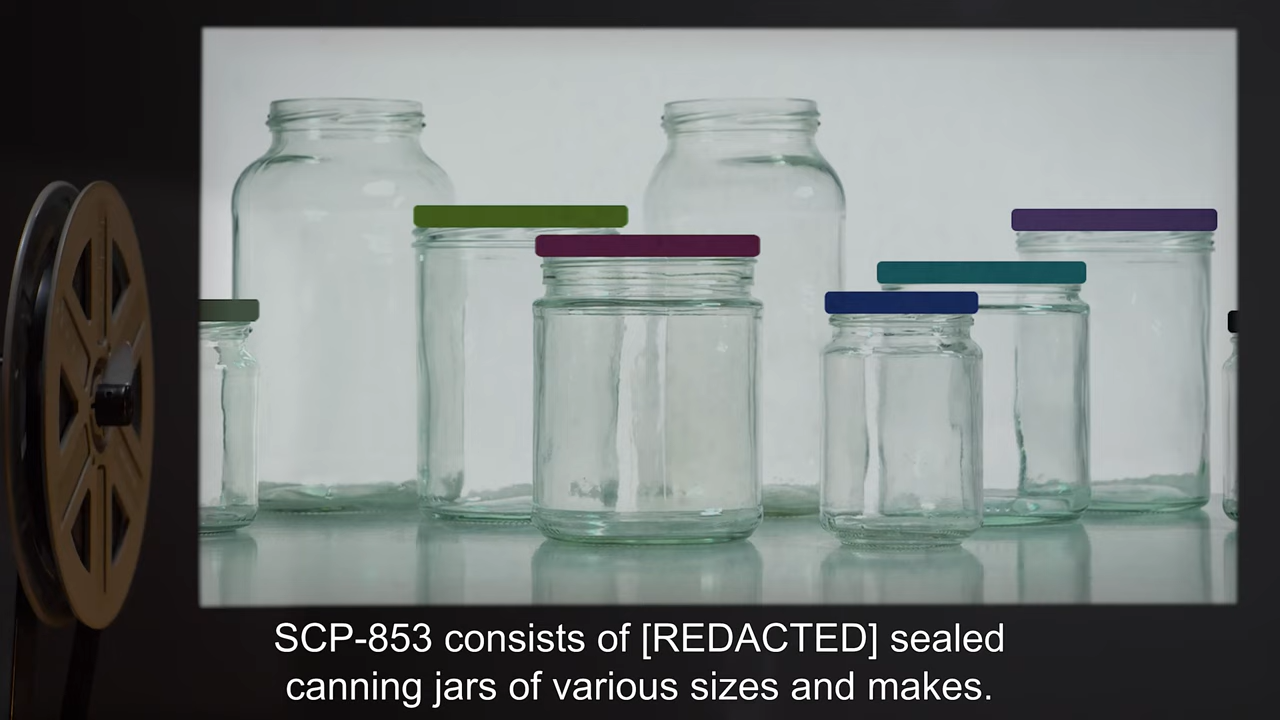 SCP-853 consists of [REDACTED] sealed
canning jars of various sizes and makes.